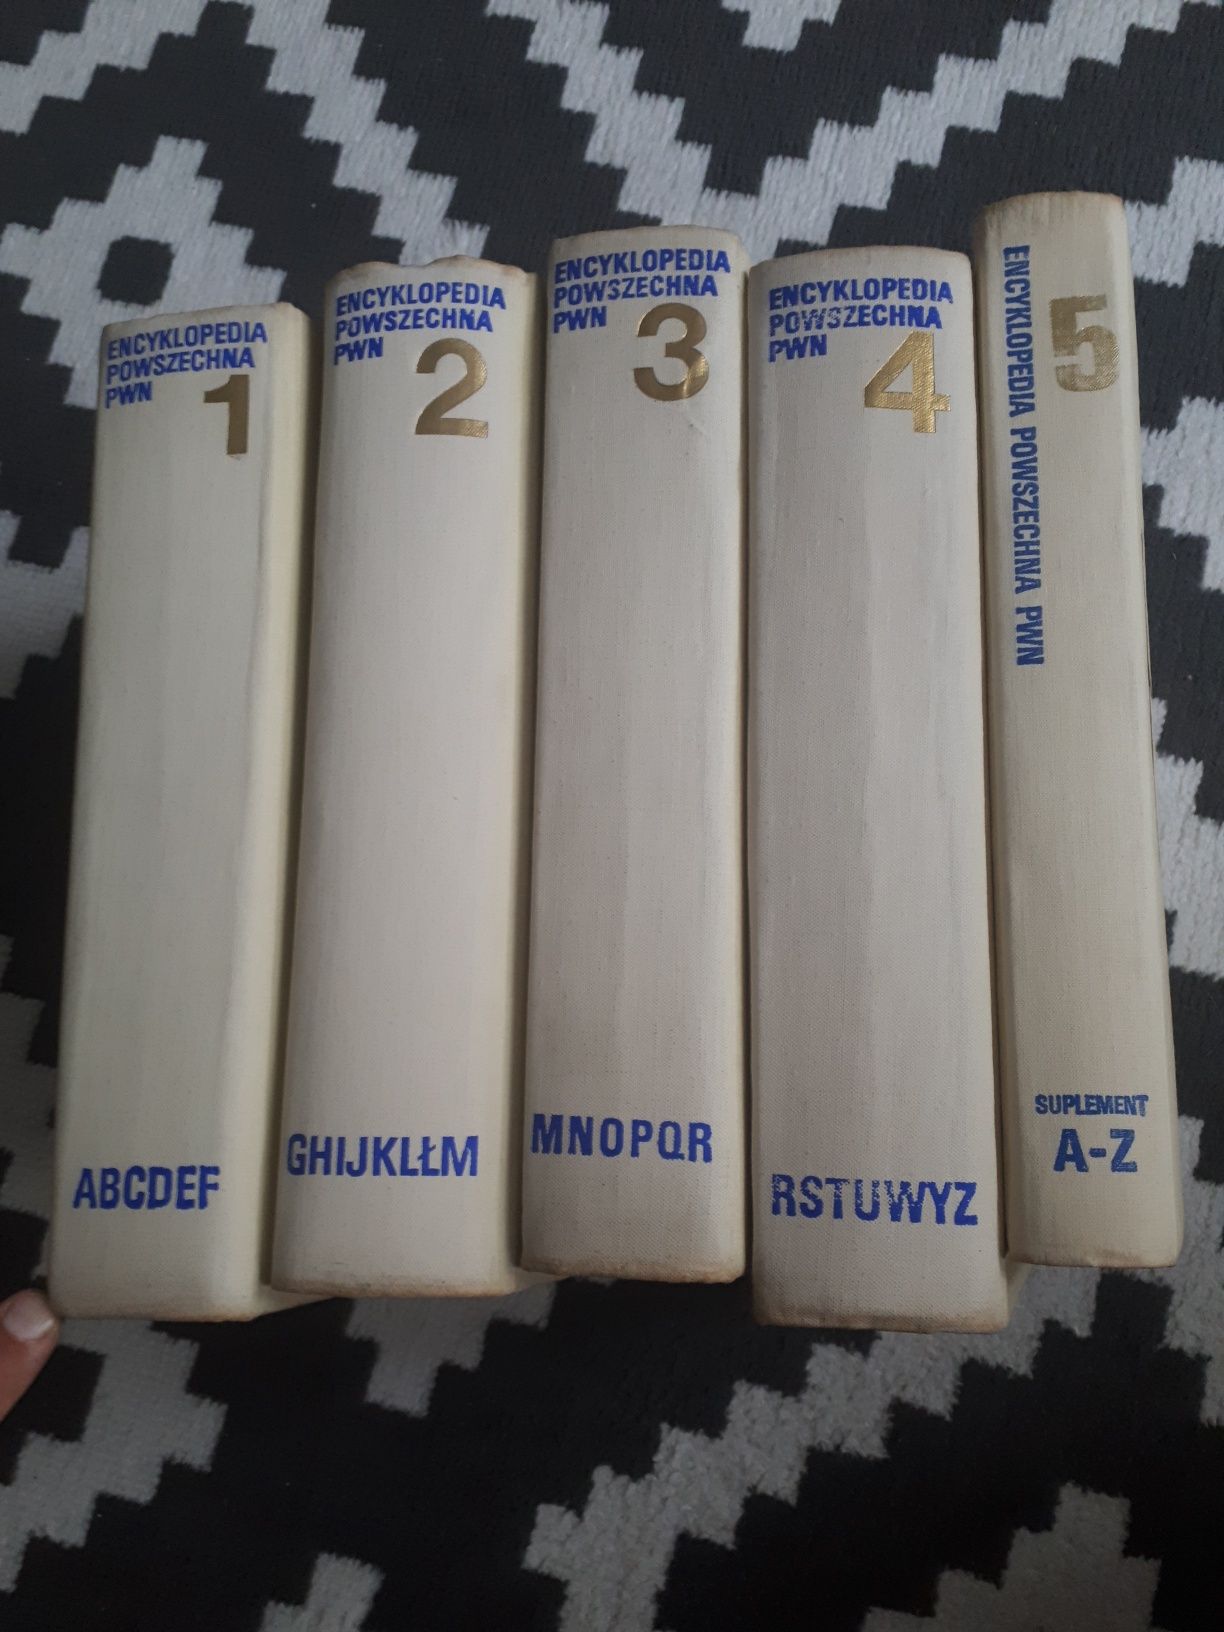 ENCYKLOPEDIA
POWSZECHNA
PWN
1
ABCDEF
ENCYKLOPEDIA
POWSZECHNA
PWN
2
GHIJKLŁM
ENCYKLOPEDIA
POWSZECHNA
PWN
3
MNOPQR
ENCYKLOPEDIA
POWSZECHNA
PWN
4
RSTUWYZ
ENCYKLOPEDIA POWSZECHNA PWN
5
SUPLEMENT
A-Z